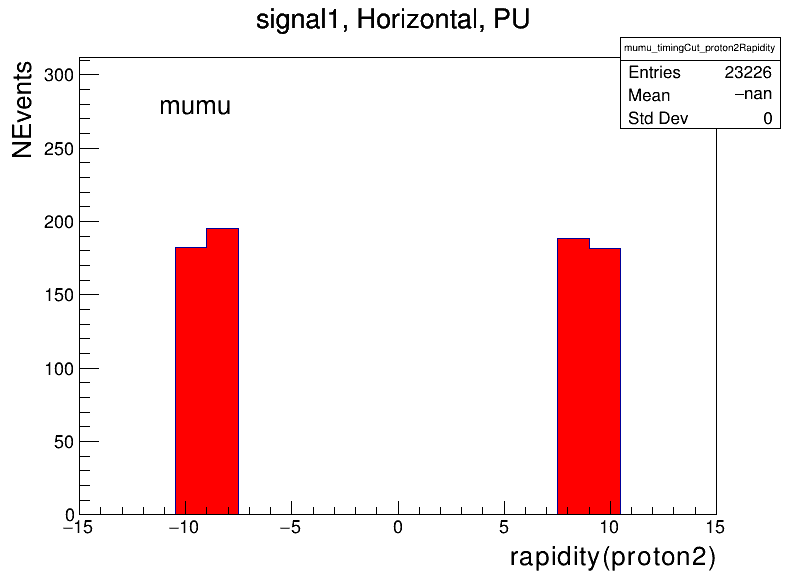 signal1, Horizontal, PU
mumu_timingCut_proton2Rapidity
Entries 23226
Mean −nan
Std Dev 0
NEvents
mumu
300
250
200
150
100
50
0
−15 −10 −5 0 5 10 15
rapidity(proton2)